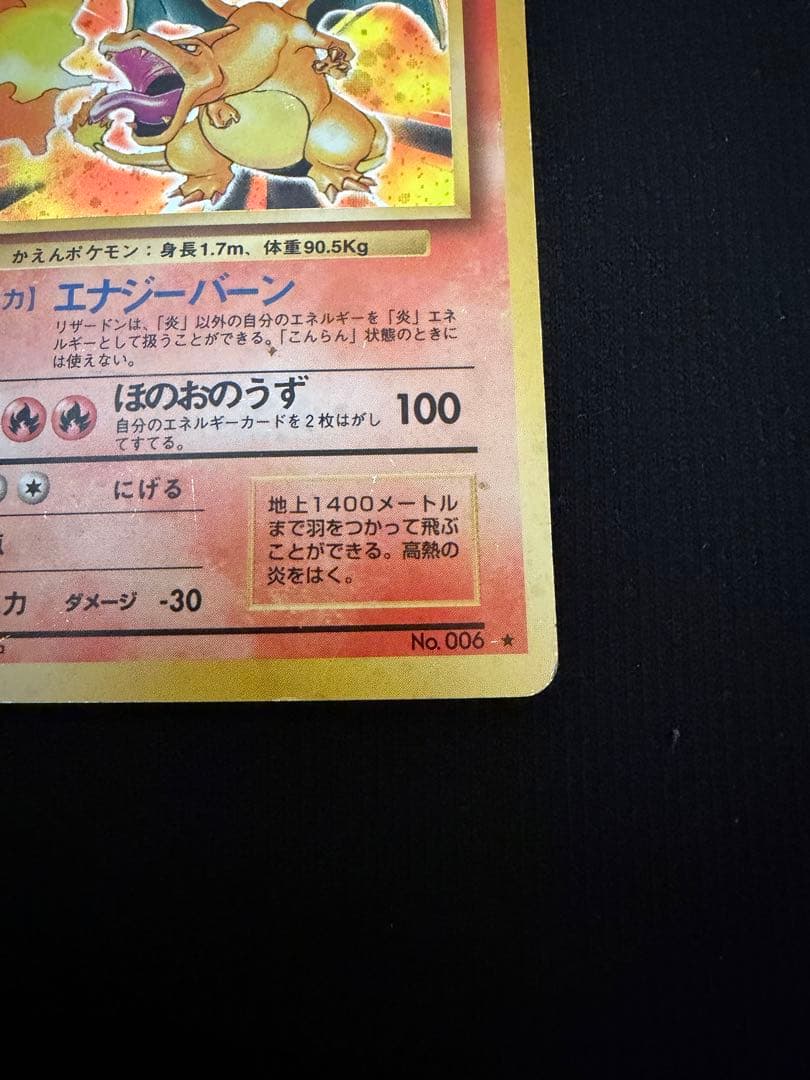 かえんポケモン：身長1.7m、体重90.5Kg
力】エナジーバーン
リザードンは、「炎」以外の自分のエネルギーを「炎」エネ
ルギーとして扱うことができる。「こんらん」状態のときに
は使えない。
ほのおのうず 100
自分のエネルギーカードを2枚はがし
てすてる。
にげる
地上1400メートル
まで羽をつかって飛ぶ
ことができる。高熱の
炎をはく。
力 ダメージ -30
No. 006 ★